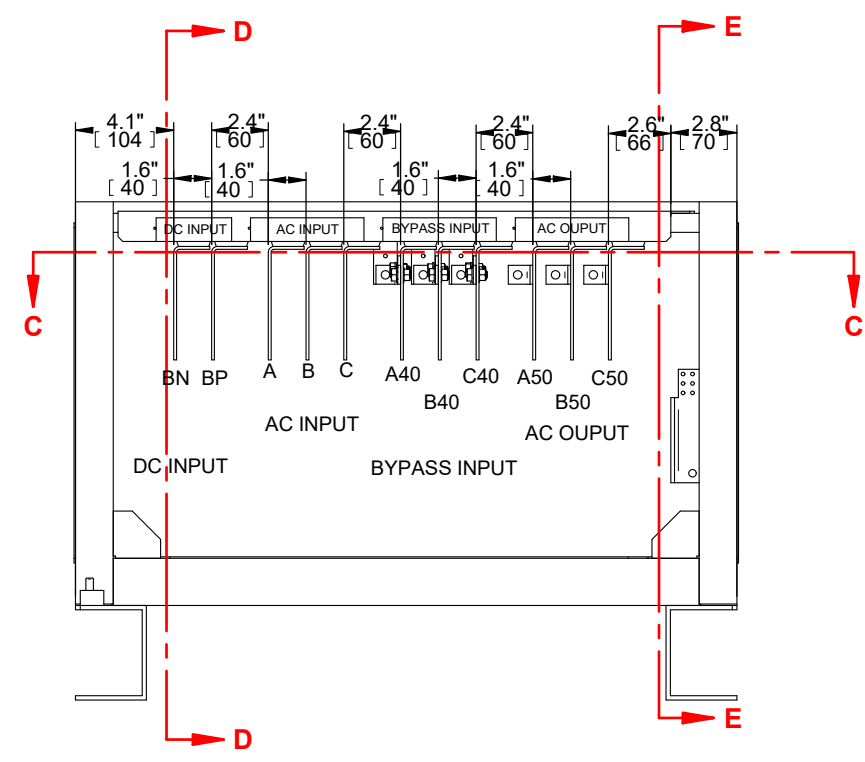 D
E
4.1" 2.4" 2.4" 2.4" 2.6" 2.8"
[ 104 ] [ 60 ] [ 60 ] [ 60 ] [ 66 ] [ 70 ]
1.6" 1.6" 1.6" 1.6"
[ 40 ] [ 40 ] [ 40 ] [ 40 ]
DC INPUT AC INPUT BYPASS INPUT AC OUPUT
C C
BN BP A B C A40 C40 A50 C50
B40 B50
AC INPUT AC OUPUT
DC INPUT BYPASS INPUT
E
D